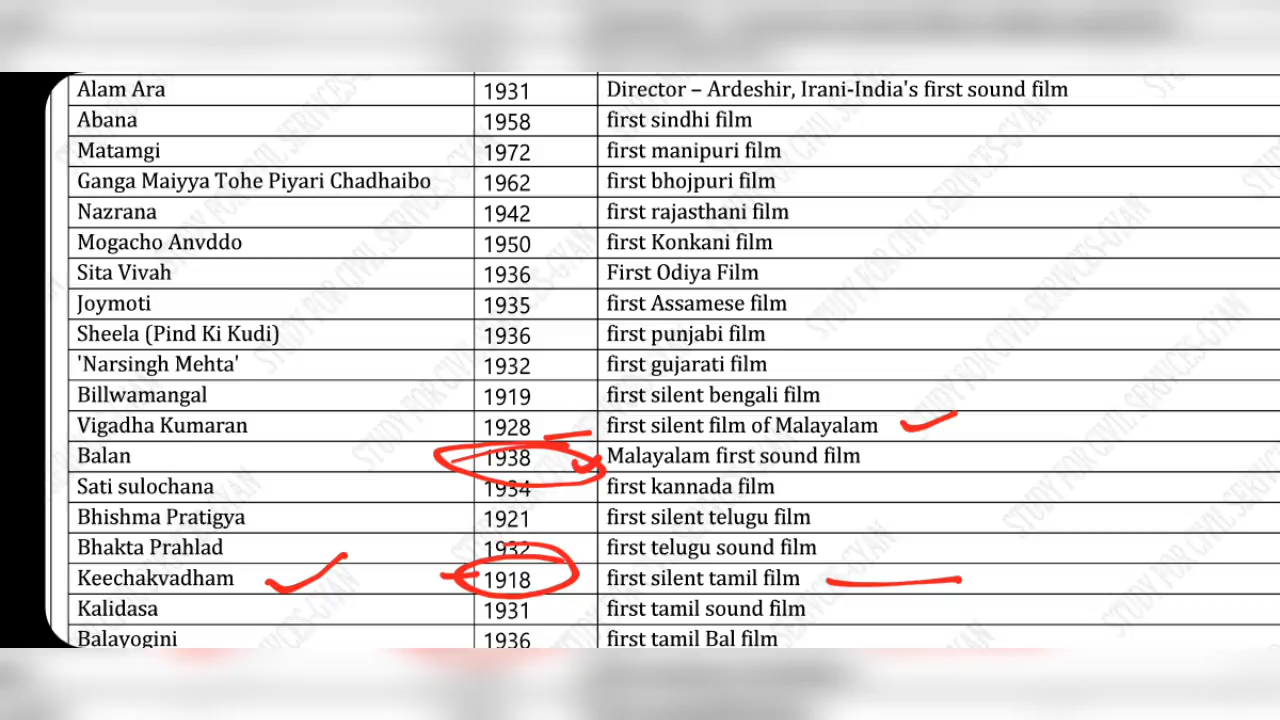 Alam Ara 1931 Director – Ardeshir, Irani-India's first sound film
Abana 1958 first sindhi film
Matamgi 1972 first manipuri film
Ganga Maiyya Tohe Piyari Chadhaibo 1962 first bhojpuri film
Nazrana 1942 first rajasthani film
Mogacho Anvddo 1950 first Konkani film
Sita Vivah 1936 First Odiya Film
Joymoti 1935 first Assamese film
Sheela (Pind Ki Kudi) 1936 first punjabi film
'Narsingh Mehta' 1932 first gujarati film
Billwamangal 1919 first silent bengali film
Vigadha Kumaran 1928 first silent film of Malayalam
Balan 1938 Malayalam first sound film
Sati sulochana 1934 first kannada film
Bhishma Pratigya 1921 first silent telugu film
Bhakta Prahlad 1932 first telugu sound film
Keechakvadham 1918 first silent tamil film
Kalidasa 1931 first tamil sound film
Balayogini 1936 first tamil Bal film
STUDY FOR CIVIL SERIVCES-GYAN